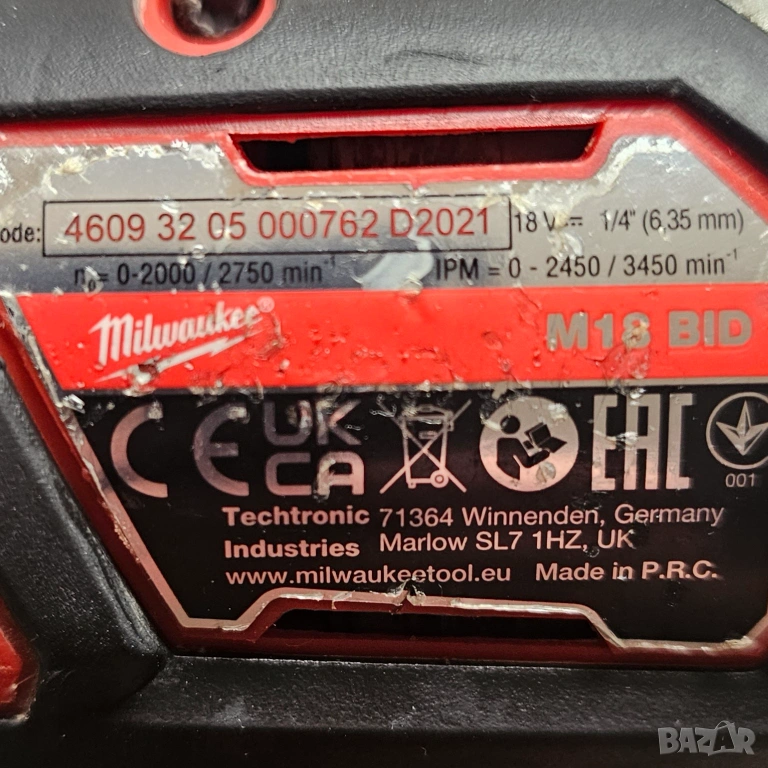 ode: 4609 32 05 000762 D2021 18 V⎓ 1/4" (6,35 mm)
n₀= 0-2000 / 2750 min⁻¹ IPM = 0 - 2450 / 3450 min⁻¹
Milwaukee® M18 BID
CE UK CA EAC
001
Techtronic Industries
71364 Winnenden, Germany
Marlow SL7 1HZ, UK
www.milwaukeetool.eu Made in P.R.C.
BAZAR